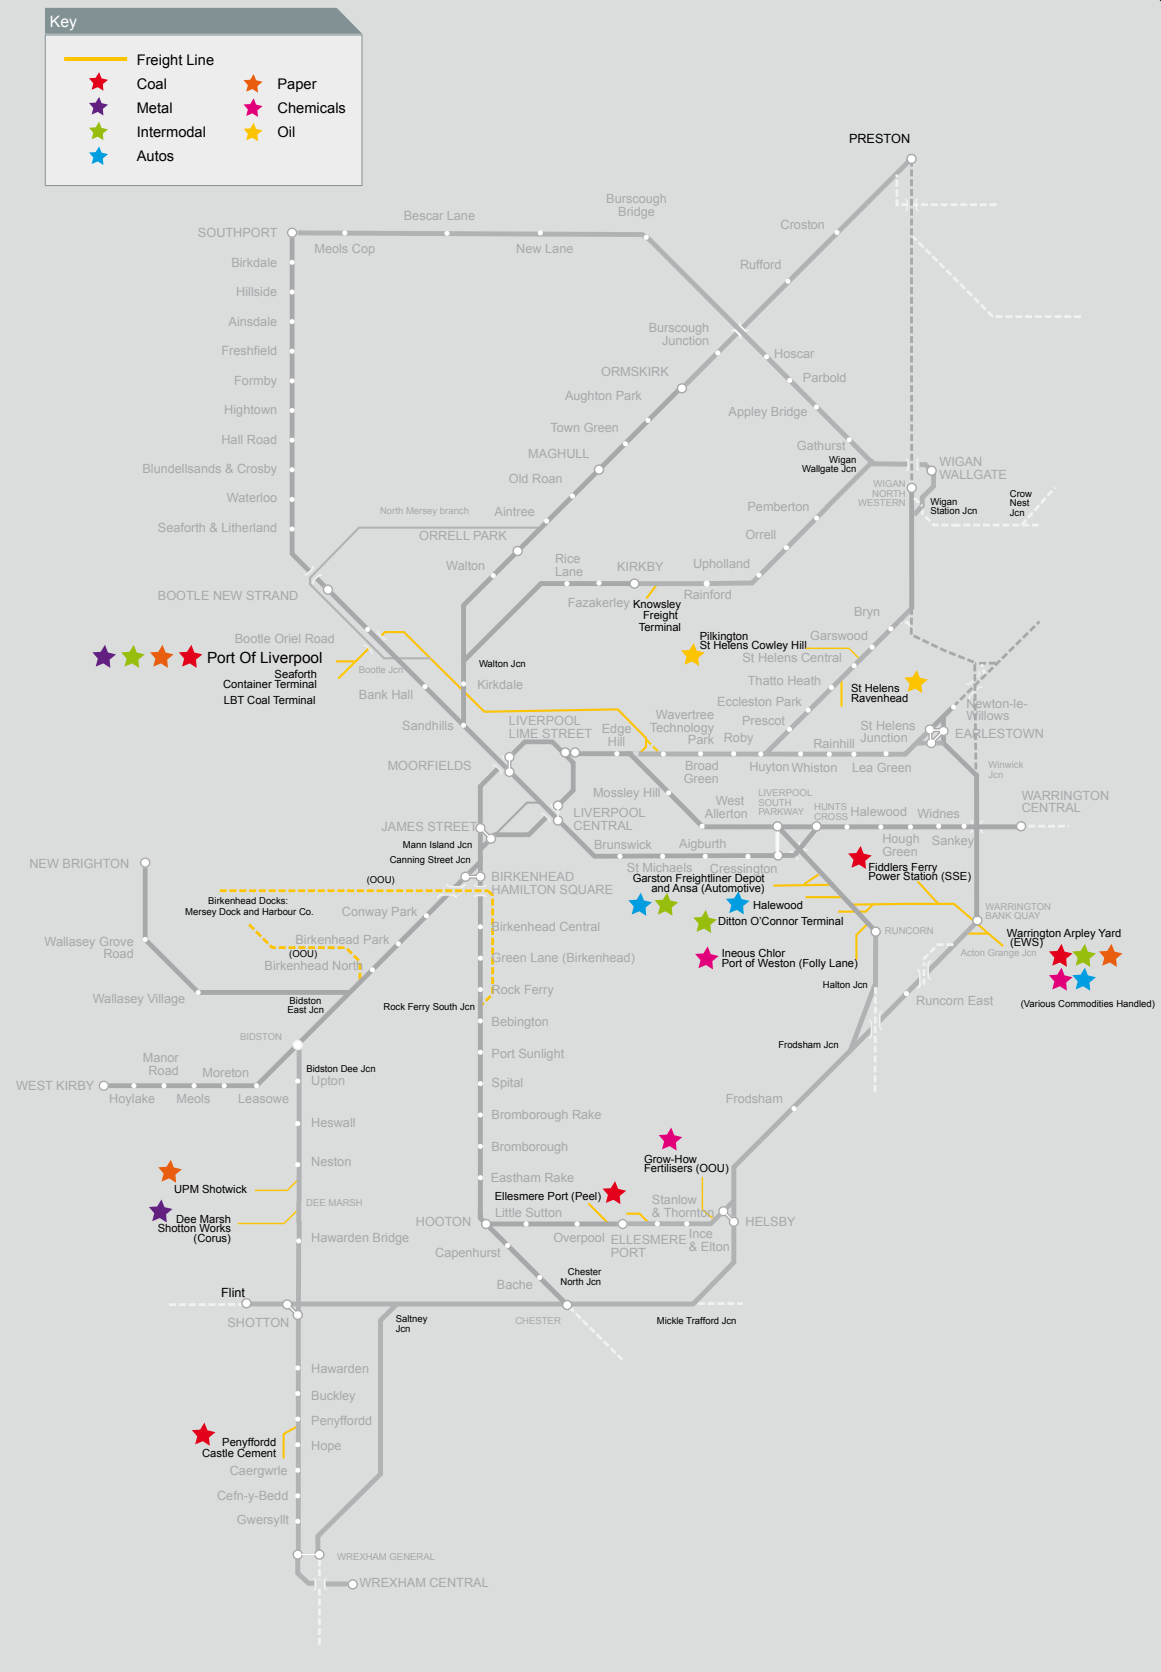 Key
Freight Line
Coal
Paper
Metal
Chemicals
Intermodal
Oil
Autos
PRESTON
Burscough
Bridge
Bescar Lane
Croston
SOUTHPORT
Meols Cop
New Lane
Birkdale
Rufford
Hillside
Ainsdale
Burscough
Junction
Freshfield
Hoscar
ORMSKIRK
Parbold
Formby
Aughton Park
Hightown
Appley Bridge
Town Green
Hall Road
Gathurst
MAGHULL
Wigan
Wallgate Jcn
WIGAN
WALLGATE
Blundellsands & Crosby
Old Roan
WIGAN
NORTH
WESTERN
Crow
Nest
Jcn
Waterloo
Wigan
Station Jcn
North Mersey branch
Aintree
Pemberton
Seaforth & Litherland
ORRELL PARK
Orrell
Walton
Rice
Lane
KIRKBY
Upholland
BOOTLE NEW STRAND
Fazakerley
Rainford
Knowsley
Freight
Terminal
Bryn
Bootle Oriel Road
Pilkington
St Helens Cowley Hill
Garswood
Port Of Liverpool
St Helens Central
Seaforth
Container Terminal
Bootle Jcn
Walton Jcn
LBT Coal Terminal
Bank Hall
Kirkdale
Thatto Heath
St Helens
Ravenhead
Eccleston Park
Newton-le-
Willows
Sandhills
LIVERPOOL
LIME STREET
Edge
Hill
Wavertree
Technology
Park
Prescot
Roby
St Helens
Junction
EARLESTOWN
Rainhill
MOORFIELDS
Broad
Green
Huyton
Whiston
Lea Green
Winwick
Jcn
Mossley Hill
West
Allerton
LIVERPOOL
SOUTH
PARKWAY
HUNTS
CROSS
Halewood
Widnes
WARRINGTON
CENTRAL
JAMES STREET
LIVERPOOL
CENTRAL
Mann Island Jcn
Brunswick
Aigburth
Hough
Green
Sankey
Canning Street Jcn
St Michaels
Cressington
NEW BRIGHTON
(OOU)
BIRKENHEAD
HAMILTON SQUARE
Garston Freightliner Depot
and Ansa (Automotive)
Fiddlers Ferry
Power Station (SSE)
Birkenhead Docks:
Mersey Dock and Harbour Co.
Conway Park
Halewood
Ditton O'Connor Terminal
WARRINGTON
BANK QUAY
Birkenhead Central
RUNCORN
Warrington Arpley Yard
(EWS)
Wallasey Grove
Road
Birkenhead Park
(OOU)
Birkenhead North
Green Lane (Birkenhead)
Ineous Chlor
Port of Weston (Folly Lane)
Acton Grange Jcn
Halton Jcn
Wallasey Village
Bidston
East Jcn
Rock Ferry
Rock Ferry South Jcn
Runcorn East
(Various Commodities Handled)
Bebington
BIDSTON
Frodsham Jcn
Manor
Road
Moreton
Port Sunlight
Bidston Dee Jcn
WEST KIRBY
Upton
Spital
Hoylake
Meols
Leasowe
Frodsham
Heswall
Bromborough Rake
Bromborough
Neston
Grow-How
Fertilisers (OOU)
UPM Shotwick
Eastham Rake
Ellesmere Port (Peel)
DEE MARSH
Stanlow
& Thornton
Dee Marsh
Shotton Works
(Corus)
Little Sutton
HOOTON
HELSBY
Hawarden Bridge
Overpool
ELLESMERE
PORT
Ince
& Elton
Capenhurst
Chester
North Jcn
Bache
Flint
SHOTTON
Saltney
Jcn
CHESTER
Mickle Trafford Jcn
Hawarden
Buckley
Penyffordd
Penyffordd
Castle Cement
Hope
Caergwrle
Cefn-y-Bedd
Gwersyllt
WREXHAM GENERAL
WREXHAM CENTRAL